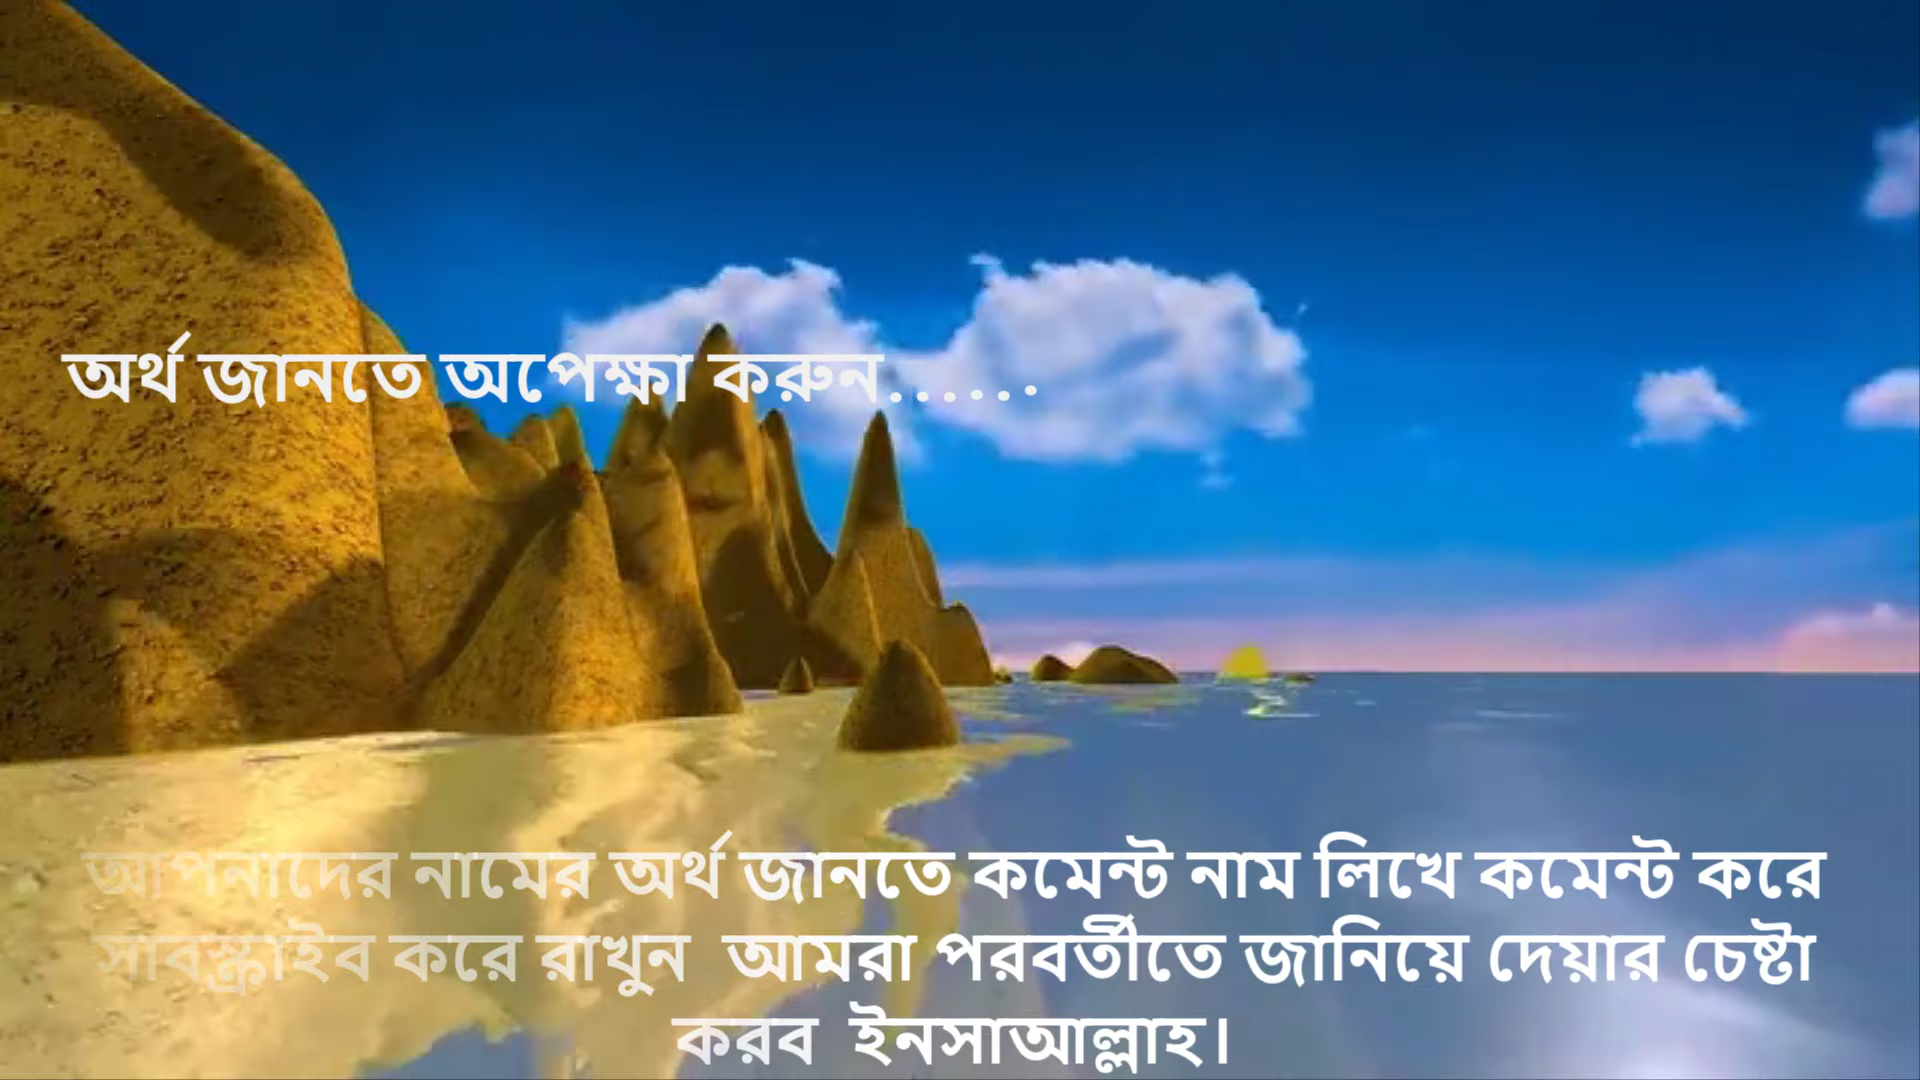 অর্থ জানতে অপেক্ষা করুন......
আপনাদের নামের অর্থ জানতে কমেন্ট নাম লিখে কমেন্ট করে
সাবস্ক্রাইব করে রাখুন আমরা পরবর্তীতে জানিয়ে দেয়ার চেষ্টা
করব ইনসাআল্লাহ।